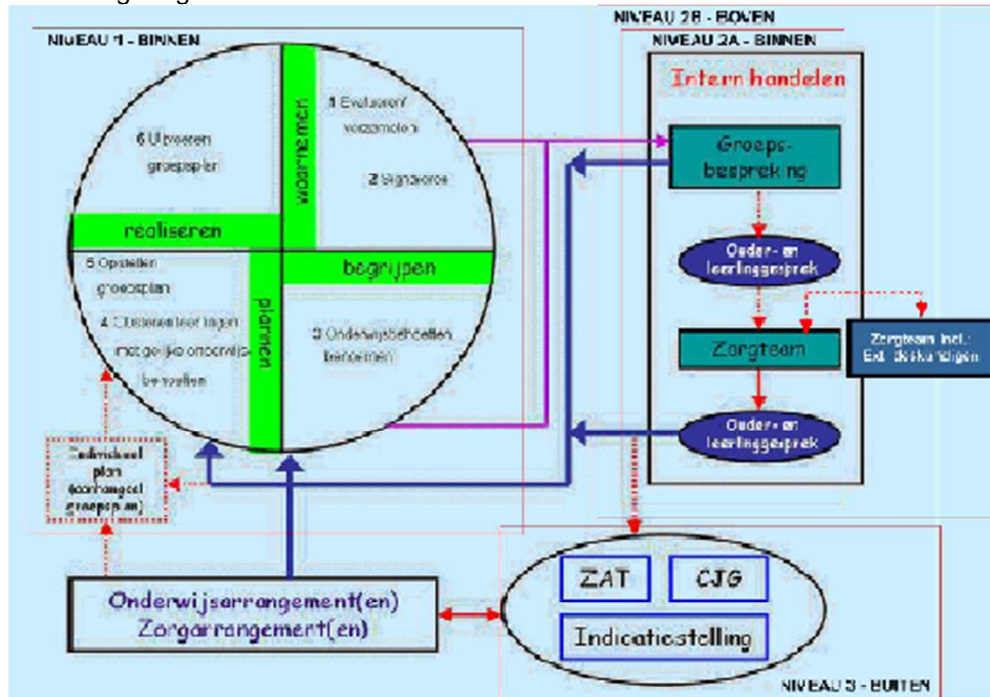 NIVEAU 1 - BINNEN
NIVEAU 2B - BOVEN
NIVEAU 2A - BINNEN
Intern handelen
waarnemen
1 Evalueren/
verzamelen
2 Signaleren
6 Uitvoeren
groepsplan
realiseren
begrijpen
5 Opstellen
groepsplan
4 Clusteren leerlingen
met gelijke onderwijs-
behoeften
plannen
3 Onderwijsbehoeften
benoemen
Groeps-
bespreking
Ouder- en
leerlinggesprek
Zorgteam
Zorgteam incl.:
Ext. deskundigen
Ouder- en
leerlinggesprek
Individueel
plan
(aanhangsel
groepsplan)
Onderwijsarrangement(en)
Zorgarrangement(en)
ZAT
CJG
Indicatiestelling
NIVEAU 3 - BUITEN